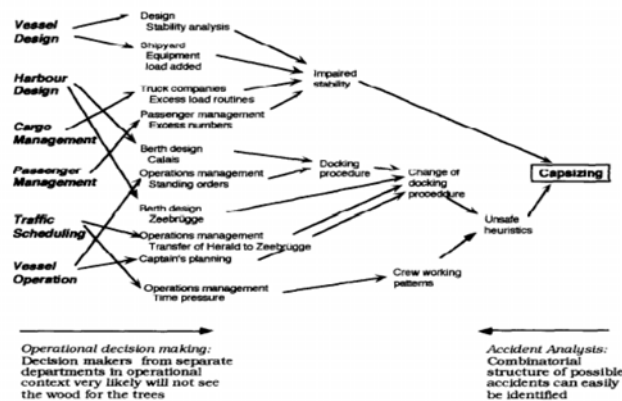 Vessel
Design
Harbour
Design
Cargo
Management
Passenger
Management
Traffic
Scheduling
Vessel
Operation
Design
Stability analysis
Shipyard
Equipment
load added
Truck companies
Excess load routines
Passenger management
Excess numbers
Berth design
Calais
Operations management
Standing orders
Berth design
Zeebrügge
Operations management
Transfer of Herald to Zeebrügge
Captain's planning
Operations management
Time pressure
Impaired
stability
Docking
procedure
Change of
docking
procedure
Crew working
patterns
Unsafe
heuristics
Capsizing
Operational decision making:
Decision makers from separate
departments in operational
context very likely will not see
the wood for the trees
Accident Analysis:
Combinatorial
structure of possible
accidents can easily
be identified